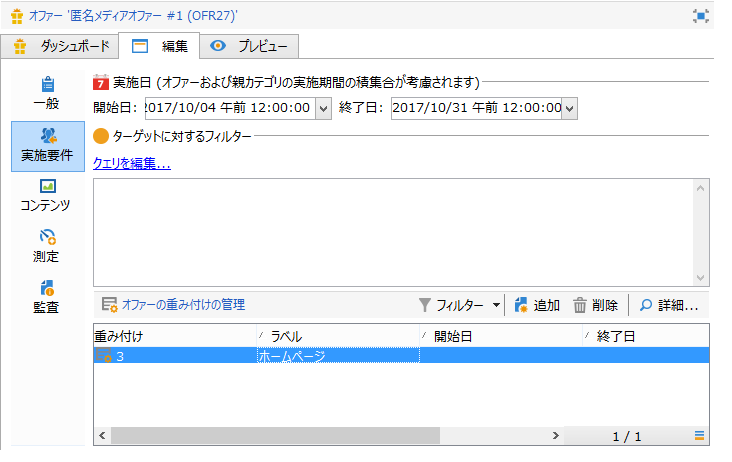 オファー '匿名メディアオファー #1 (OFR27)'
ダッシュボード 編集 プレビュー
一般
実施要件
コンテンツ
測定
監査
7 実施日 (オファーおよび親カテゴリの実施期間の積集合が考慮されます)
開始日: 2017/10/04 午前 12:00:00 終了日: 2017/10/31 午前 12:00:00
ターゲットに対するフィルター
クエリを編集...
オファーの重み付けの管理 フィルター 追加 削除 詳細...
重み付け ラベル 開始日 終了日
3 ホームページ
1 / 1